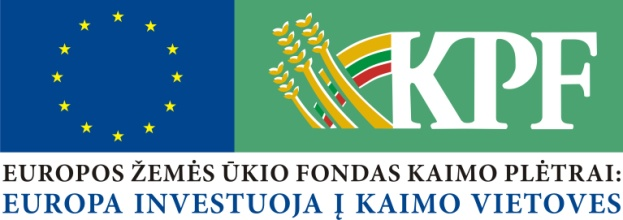 KPF
EUROPOS ŽEMĖS ŪKIO FONDAS KAIMO PLĖTRAI:
EUROPA INVESTUOJA Į KAIMO VIETOVES